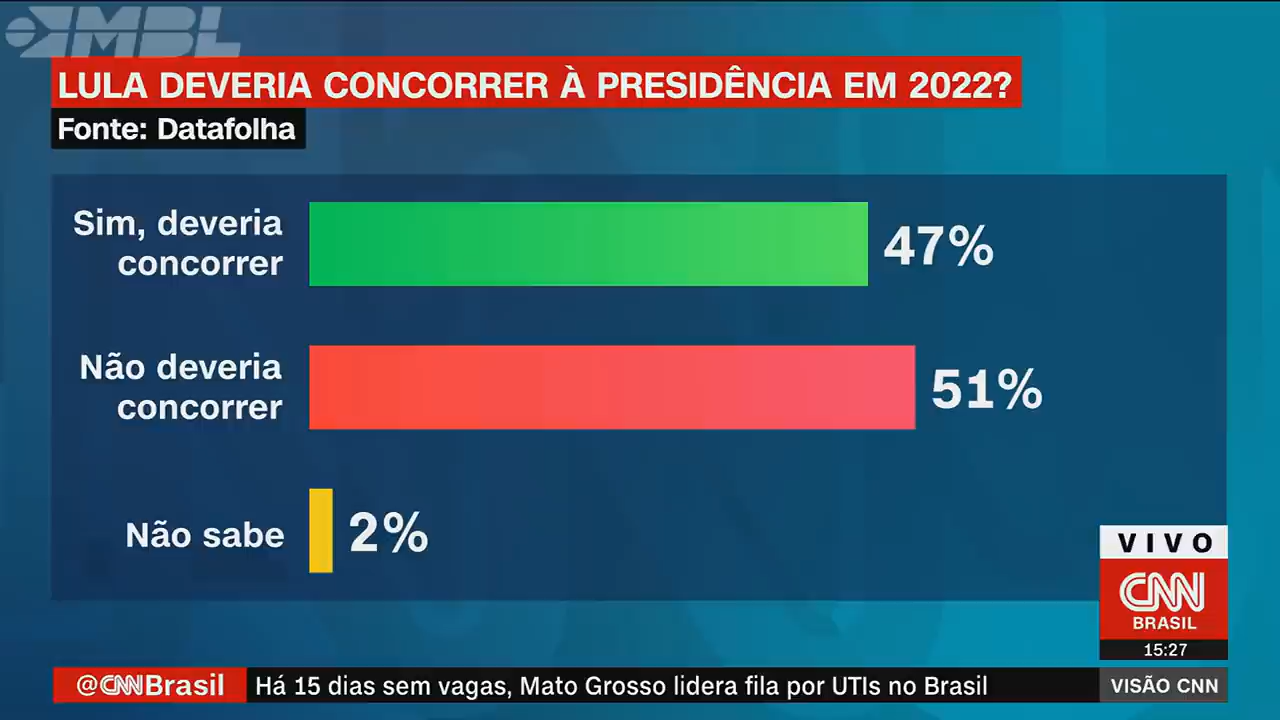 MBL
LULA DEVERIA CONCORRER À PRESIDÊNCIA EM 2022?
Fonte: Datafolha
Sim, deveria
concorrer
47%
Não deveria
concorrer
51%
Não sabe
2%
VIVO
CNN
BRASIL
15:27
@CNNBrasil
Há 15 dias sem vagas, Mato Grosso lidera fila por UTIs no Brasil
VISÃO CNN